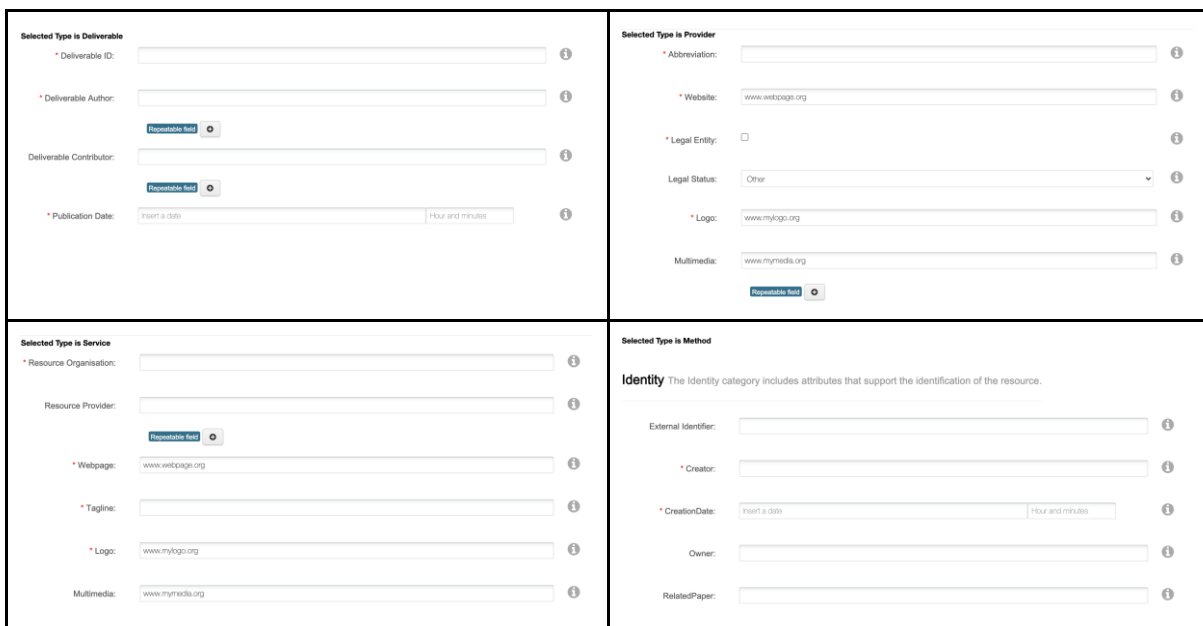 Selected Type is Deliverable
* Deliverable ID:
* Deliverable Author:
Repeatable field
Deliverable Contributor:
Repeatable field
* Publication Date: Insert a date Hour and minutes
Selected Type is Provider
* Abbreviation:
* Website: www.webpage.org
* Legal Entity:
Legal Status: Other
* Logo: www.mylogo.org
Multimedia: www.mymedia.org
Repeatable field
Selected Type is Service
* Resource Organisation:
Resource Provider:
Repeatable field
* Webpage: www.webpage.org
* Tagline:
* Logo: www.mylogo.org
Multimedia: www.mymedia.org
Selected Type is Method
Identity The Identity category includes attributes that support the identification of the resource.
External Identifier:
* Creator:
* CreationDate: Insert a date Hour and minutes
Owner:
RelatedPaper: